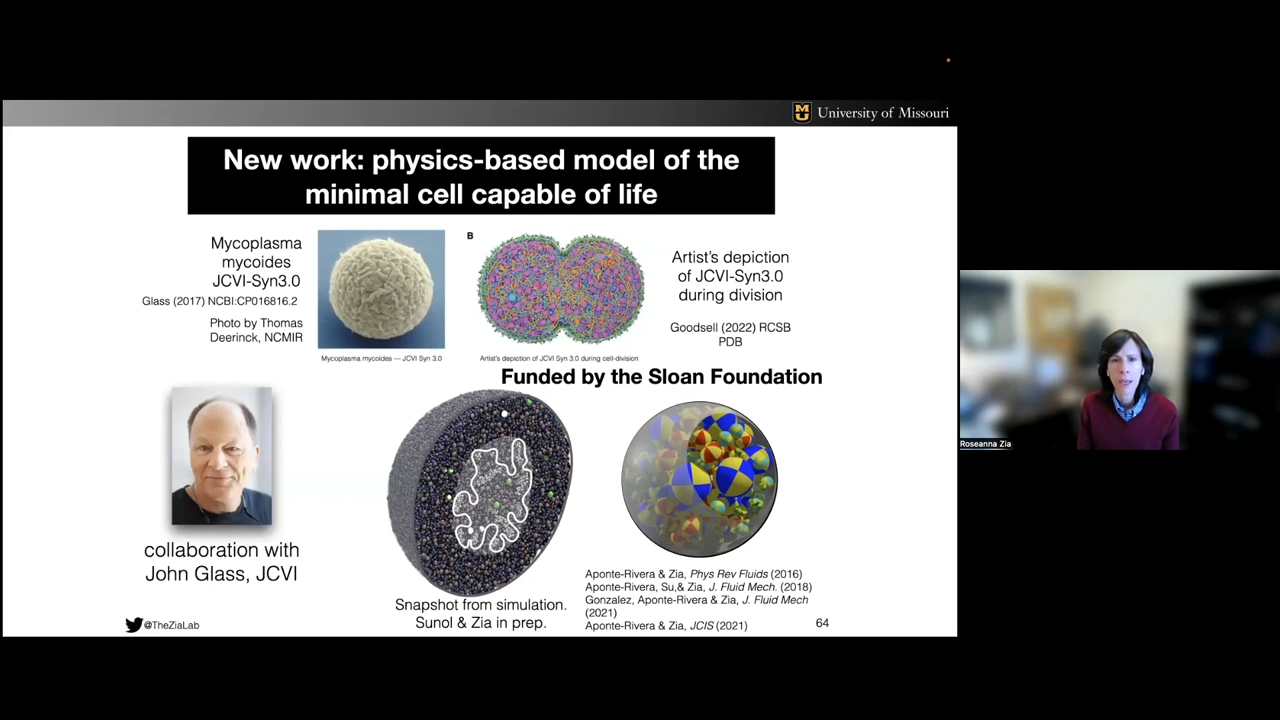 University of Missouri
New work: physics-based model of the
minimal cell capable of life
Mycoplasma
mycoides
JCVI-Syn3.0
Glass (2017) NCBI:CP016816.2
Photo by Thomas
Deerinck, NCMIR
Mycoplasma mycoides — JCVI Syn 3.0
B
Artist's depiction of JCVI Syn 3.0 during cell-division
Artist's depiction
of JCVI-Syn3.0
during division
Goodsell (2022) RCSB
PDB
Funded by the Sloan Foundation
collaboration with
John Glass, JCVI
Snapshot from simulation.
Sunol & Zia in prep.
Aponte-Rivera & Zia, Phys Rev Fluids (2016)
Aponte-Rivera, Su,& Zia, J. Fluid Mech. (2018)
Gonzalez, Aponte-Rivera & Zia, J. Fluid Mech
(2021)
Aponte-Rivera & Zia, JCIS (2021)
@TheZiaLab
64
Roseanna Zia